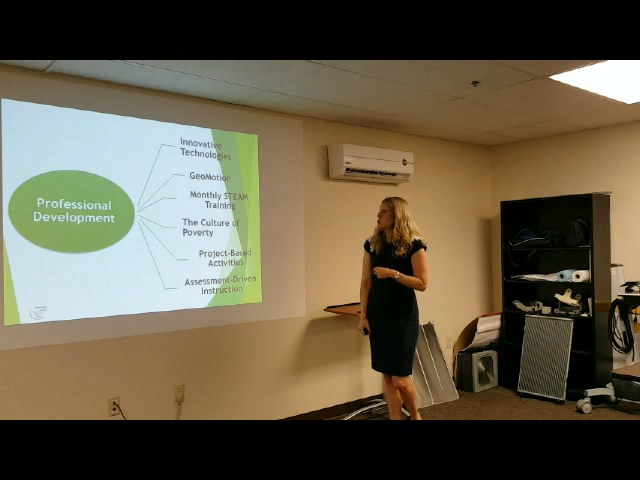 Professional
Development
Innovative
Technologies
GeoMotion
Monthly STEAM
Training
The Culture of
Poverty
Project-Based
Activities
Assessment-Driven
Instruction